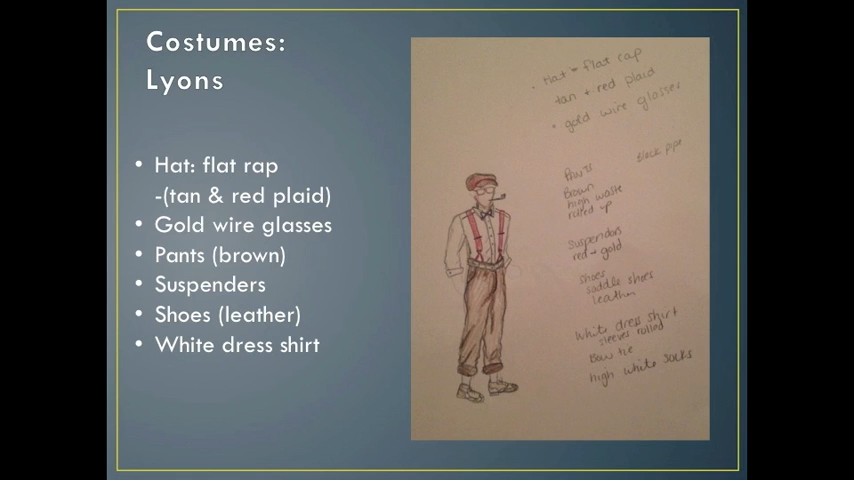 Costumes:
Lyons
• Hat: flat rap
-(tan & red plaid)
• Gold wire glasses
• Pants (brown)
• Suspenders
• Shoes (leather)
• White dress shirt
• Hat - flat rap
tan + red plaid
• gold wire glasses
Black pipe
Pants
Brown
high waste
rolled up
Suspendors
red + gold
Shoes
saddle shoes
leather
White dress shirt
sleeves rolled
Bow tie
high white socks